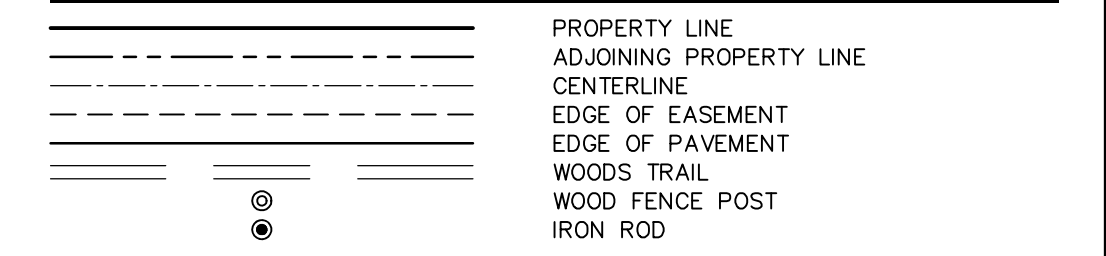 PROPERTY LINE
ADJOINING PROPERTY LINE
CENTERLINE
EDGE OF EASEMENT
EDGE OF PAVEMENT
WOODS TRAIL
WOOD FENCE POST
IRON ROD